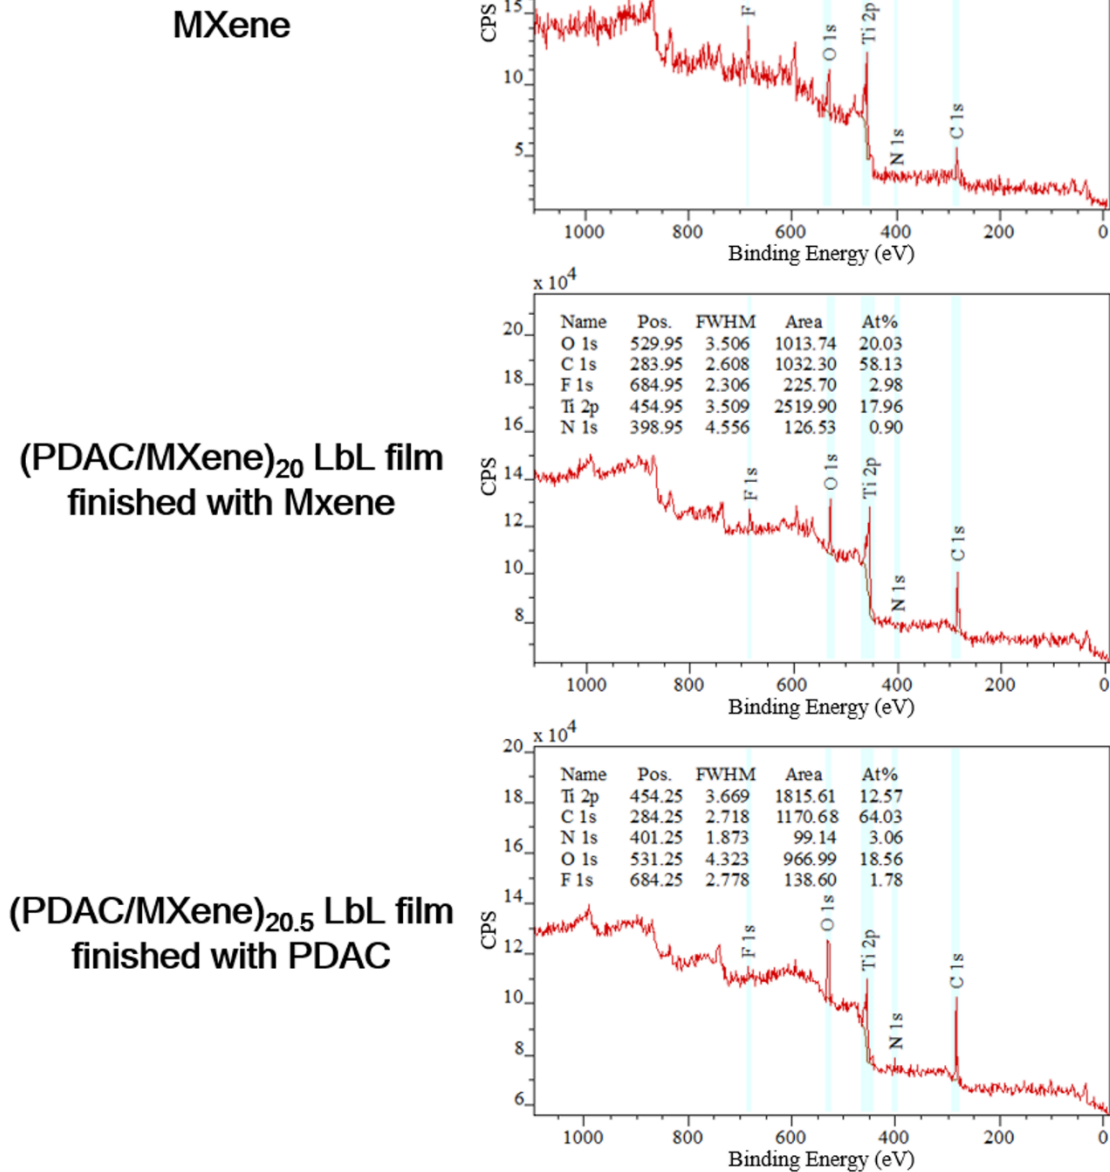 MXene
CPS
15
10
5
F
O 1s
Ti 2p
N 1s
C 1s
1000 800 600 400 200 0
Binding Energy (eV)
(PDAC/MXene)20 LbL film
finished with Mxene
x 10^4
CPS
20
18
16
14
12
10
8
Name Pos. FWHM Area At%
O 1s 529.95 3.506 1013.74 20.03
C 1s 283.95 2.608 1032.30 58.13
F 1s 684.95 2.306 225.70 2.98
Ti 2p 454.95 3.509 2519.90 17.96
N 1s 398.95 4.556 126.53 0.90
F 1s
O 1s
Ti 2p
N 1s
C 1s
1000 800 600 400 200 0
Binding Energy (eV)
(PDAC/MXene)20.5 LbL film
finished with PDAC
x 10^4
CPS
20
18
16
14
12
10
8
6
Name Pos. FWHM Area At%
Ti 2p 454.25 3.669 1815.61 12.57
C 1s 284.25 2.718 1170.68 64.03
N 1s 401.25 1.873 99.14 3.06
O 1s 531.25 4.323 966.99 18.56
F 1s 684.25 2.778 138.60 1.78
F 1s
O 1s
Ti 2p
N 1s
C 1s
1000 800 600 400 200 0
Binding Energy (eV)